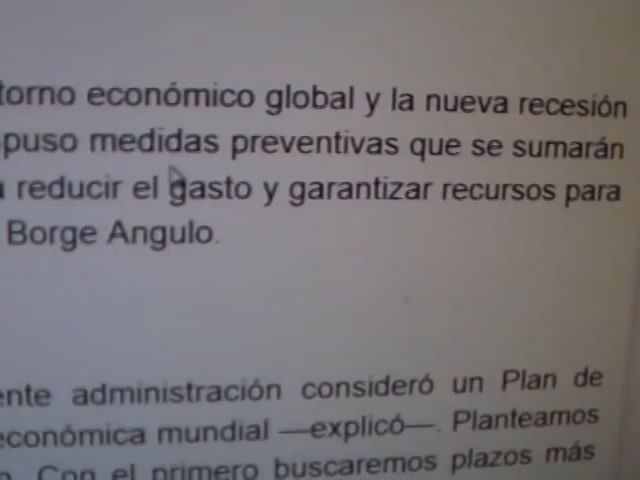 torno económico global y la nueva recesión
puso medidas preventivas que se sumarán
reducir el gasto y garantizar recursos para
Borge Angulo.
ente administración consideró un Plan de
económica mundial —explicó—. Planteamos
o. Con el primero buscaremos plazos más